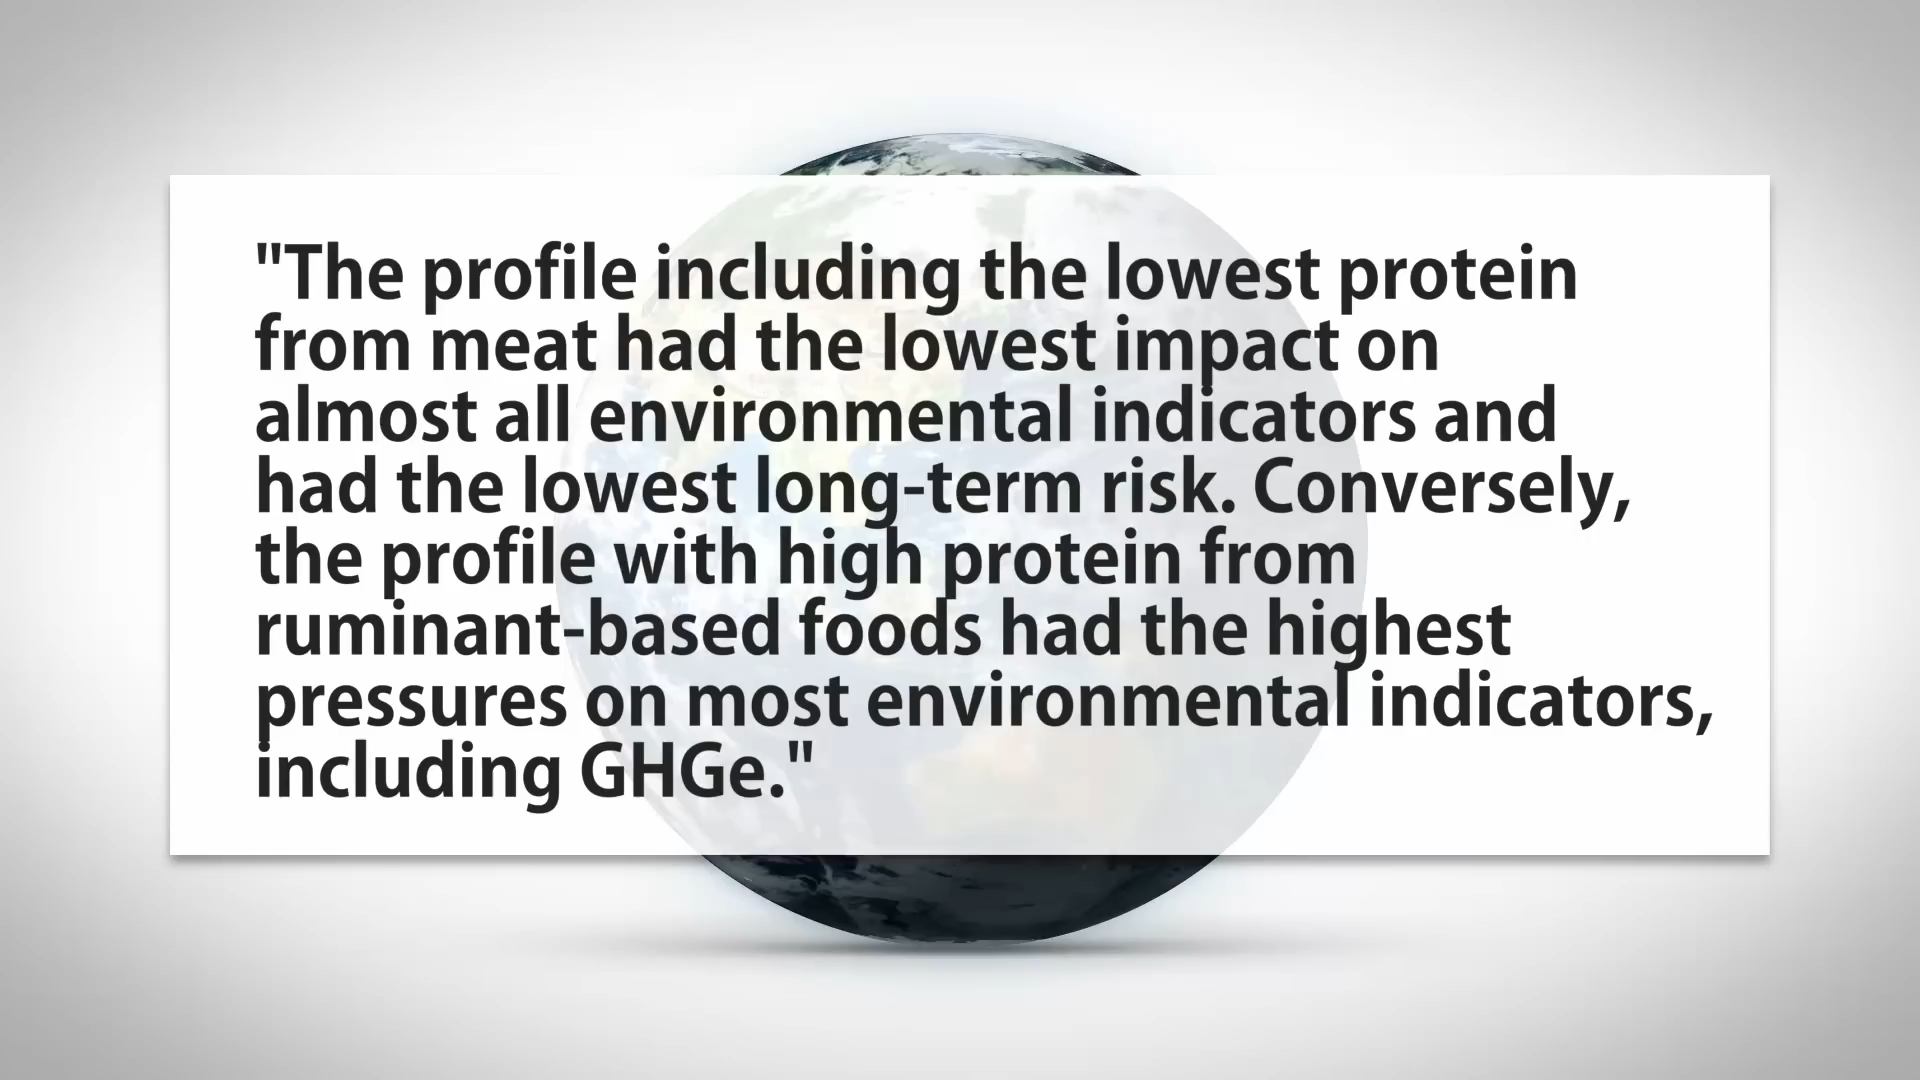 "The profile including the lowest protein
from meat had the lowest impact on
almost all environmental indicators and
had the lowest long-term risk. Conversely,
the profile with high protein from
ruminant-based foods had the highest
pressures on most environmental indicators,
including GHGe."